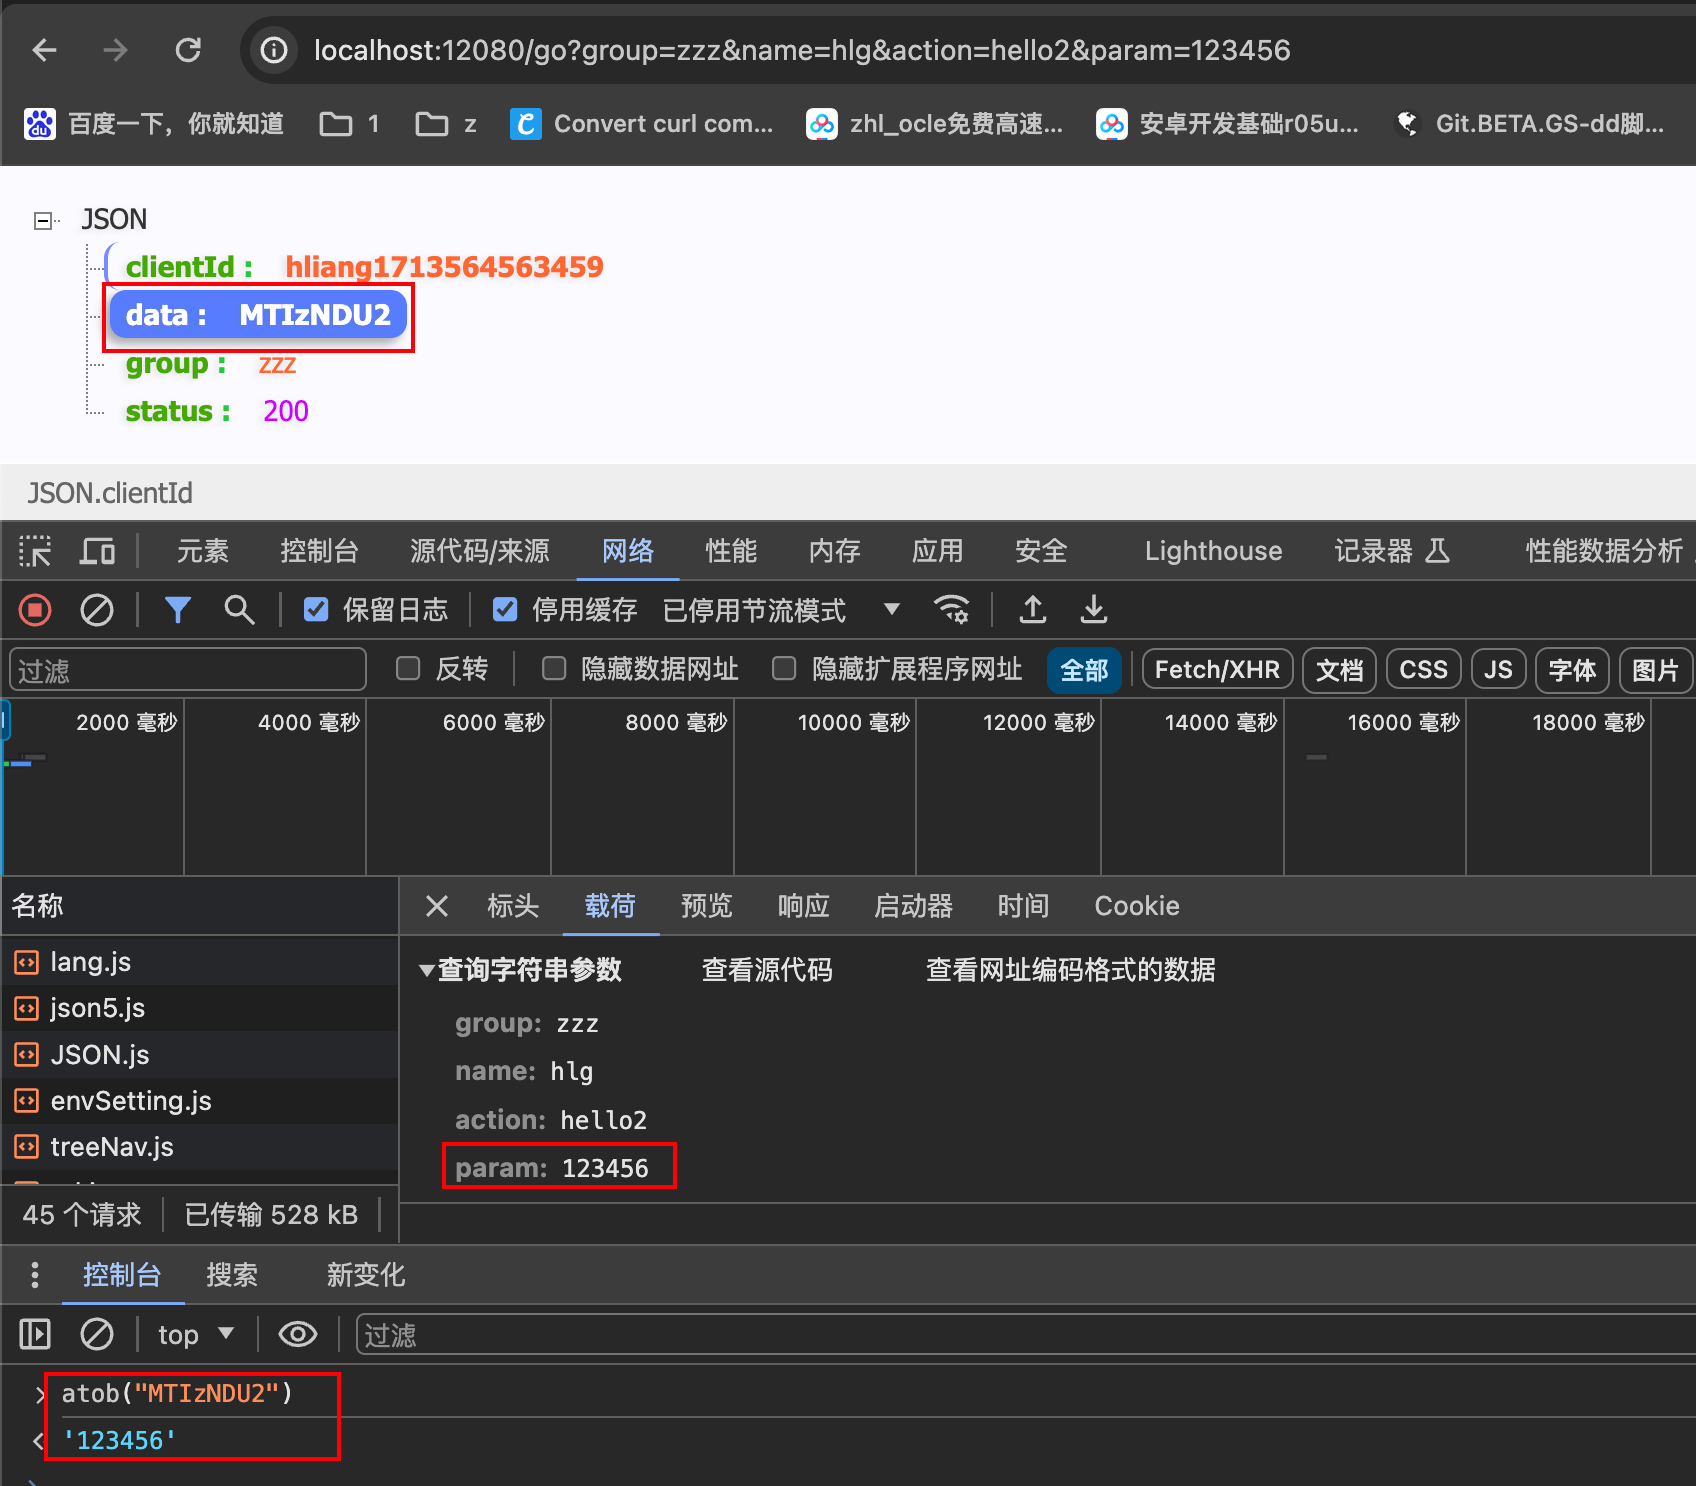 localhost:12080/go?group=zzz&name=hlg&action=hello2&param=123456
百度一下，你就知道 1 z Convert curl com... zhl_ocle免费高速... 安卓开发基础r05u... Git.BETA.GS-dd脚...
JSON
clientId : hliang1713564563459
data : MTIzNDU2
group : zzz
status : 200
JSON.clientId
元素 控制台 源代码/来源 网络 性能 内存 应用 安全 Lighthouse 记录器 性能数据分析
保留日志 停用缓存 已停用节流模式
过滤 反转 隐藏数据网址 隐藏扩展程序网址 全部 Fetch/XHR 文档 CSS JS 字体 图片
2000 毫秒 4000 毫秒 6000 毫秒 8000 毫秒 10000 毫秒 12000 毫秒 14000 毫秒 16000 毫秒 18000 毫秒
名称 标头 载荷 预览 响应 启动器 时间 Cookie
lang.js
json5.js
JSON.js
envSetting.js
treeNav.js
查询字符串参数 查看源代码 查看网址编码格式的数据
group: zzz
name: hlg
action: hello2
param: 123456
45 个请求 已传输 528 kB
控制台 搜索 新变化
top 过滤
atob("MTIzNDU2")
'123456'